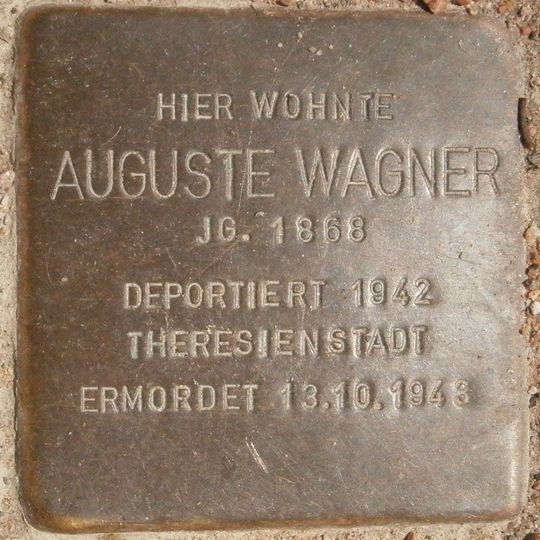 HIER WOHNTE
AUGUSTE WAGNER
JG. 1868
DEPORTIERT 1942
THERESIENSTADT
ERMORDET 13.10.1943